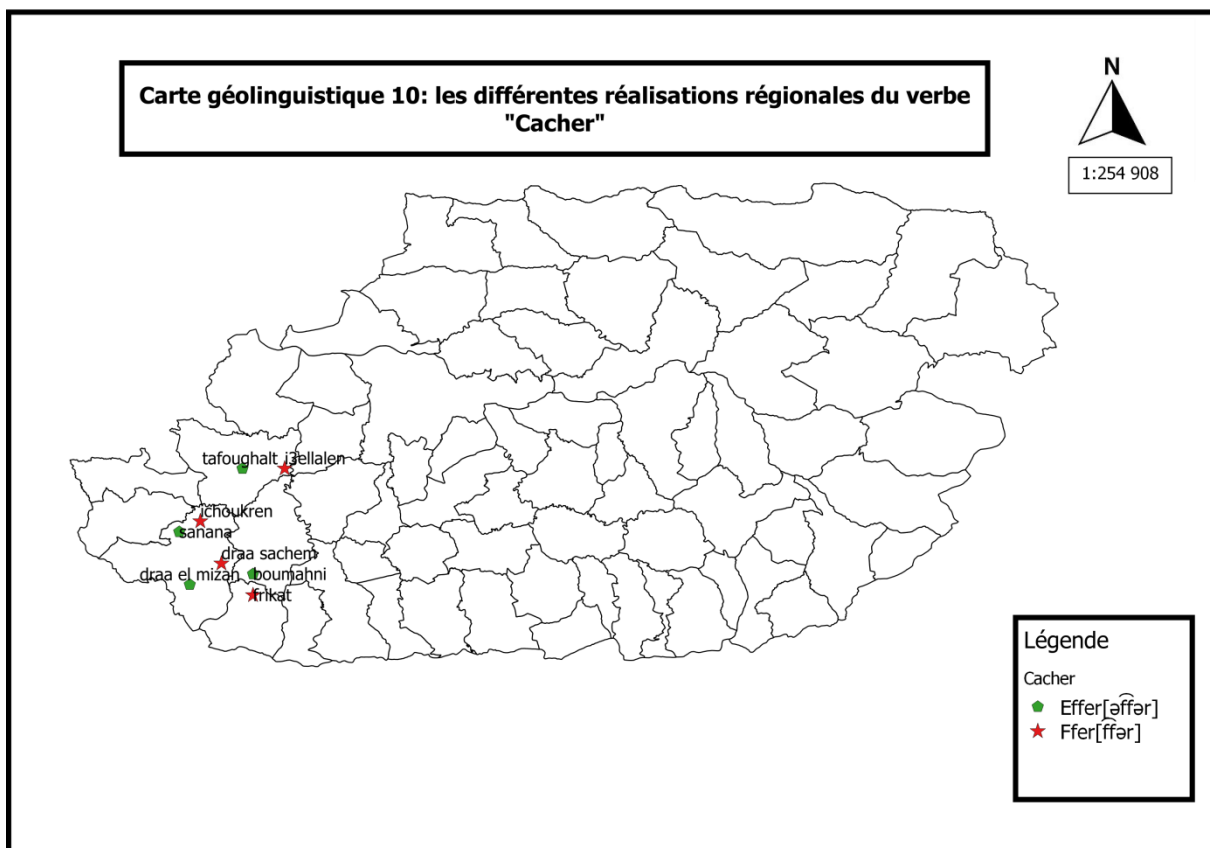 Carte géolinguistique 10: les différentes réalisations régionales du verbe
"Cacher"
N
1:254 908
tafoughalt i3ellalen
ichoukren
sanana
draa sachem
draa el mizan boumahni
frikat
Légende
Cacher
Effer[əf͡fər]
Ffer[f͡fər]